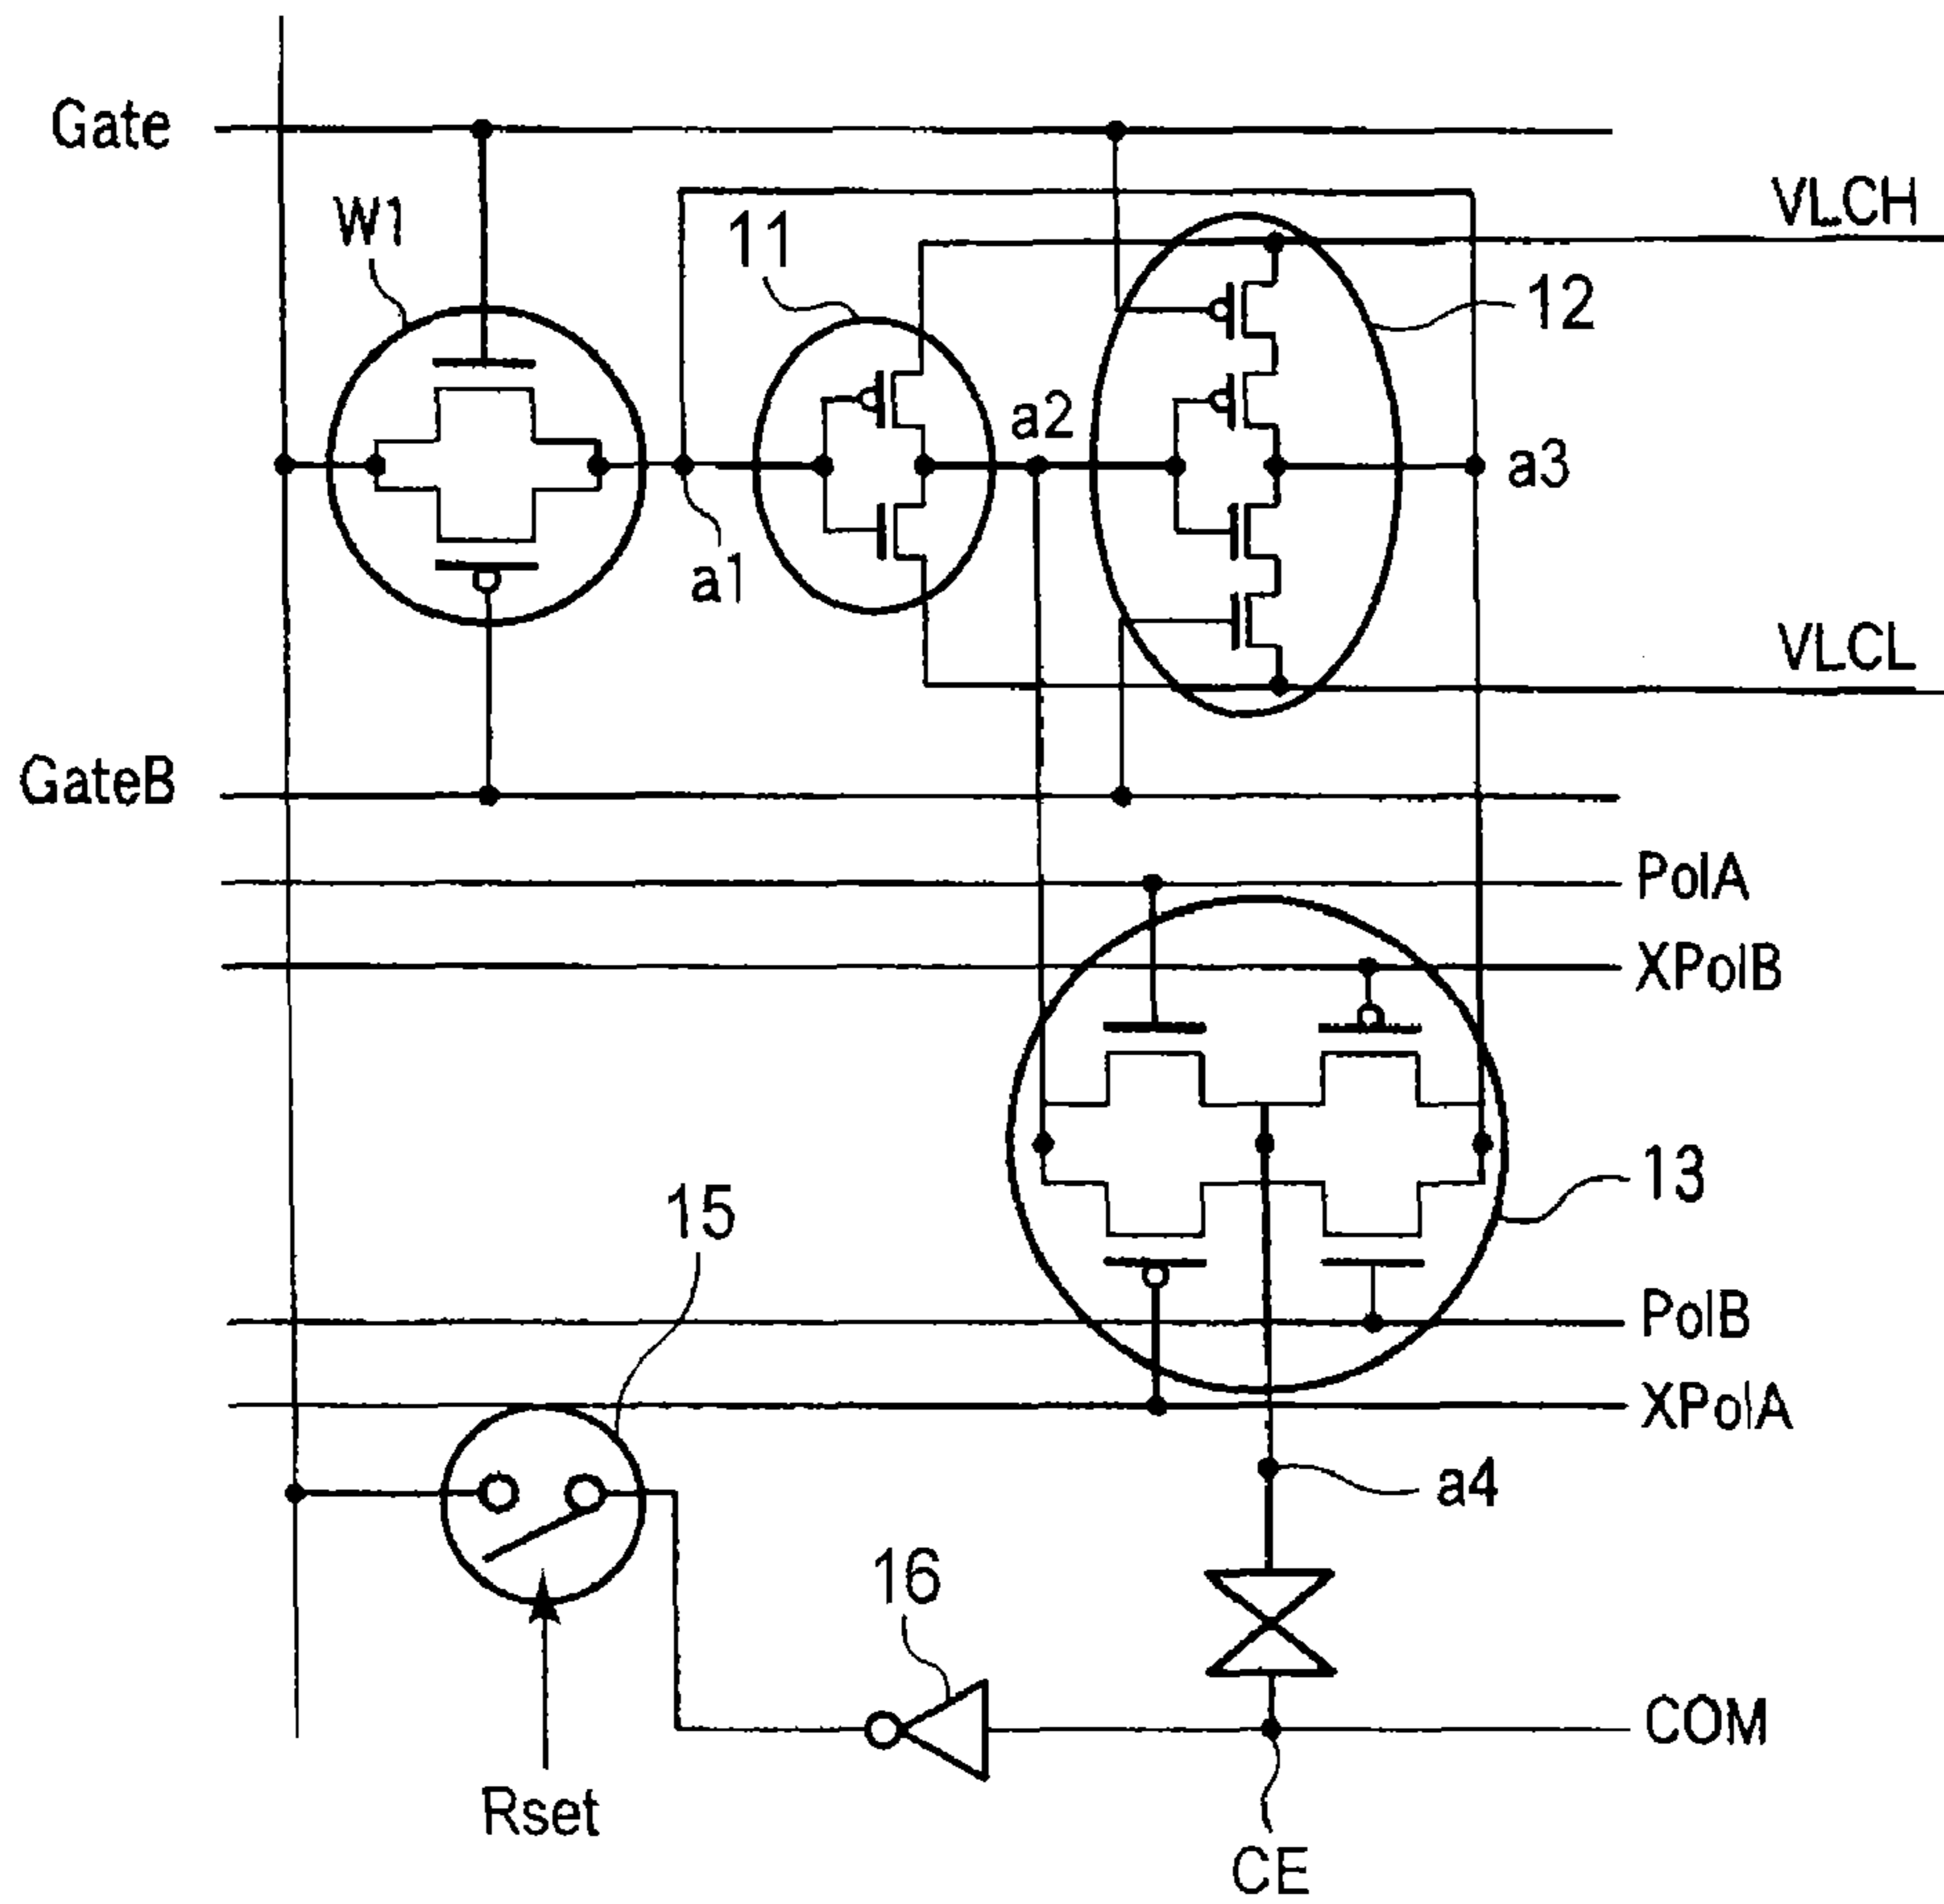 Gate
W1
11
VLCH
12
a2
a3
a1
VLCL
GateB
PolA
XPolB
13
15
PolB
XPolA
a4
16
COM
Rset
CE